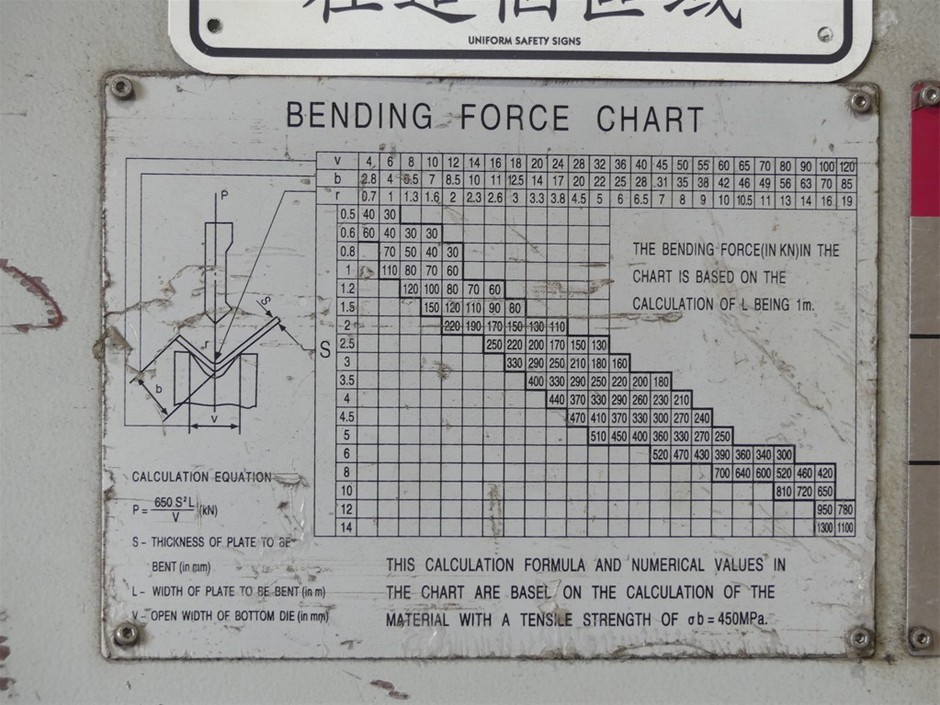 在這個區域
UNIFORM SAFETY SIGNS
BENDING FORCE CHART
V 4 6 8 10 12 14 16 18 20 24 28 32 36 40 45 50 55 60 65 70 80 90 100 120
b 2.8 4 6.5 7 8.5 10 11 12.5 14 17 20 22 25 28 31 35 38 42 46 49 56 63 70 85
r 0.7 1 1.3 1.6 2 2.3 2.6 3 3.3 3.8 4.5 5 6 6.5 7 8 9 10 10.5 11 13 14 16 19
0.5 40 30
0.6 60 40 30 30
0.8 70 50 40 30
1 110 80 70 60
1.2 120 100 80 70 60
1.5 150 120 110 90 80
2 220 190 170 150 130 110
2.5 250 220 200 170 150 130
3 330 290 250 210 180 160
3.5 400 330 290 250 220 200 180
4 440 370 330 290 260 230 210
4.5 470 410 370 330 300 270 240
5 510 450 400 360 330 270 250
6 520 470 430 390 360 340 300
8 700 640 600 520 460 420
10 810 720 650
12 950 780
14 1300 1100
S
THE BENDING FORCE(IN KN)IN THE
CHART IS BASED ON THE
CALCULATION OF L BEING 1m.
P
S
r
b
V
CALCULATION EQUATION
P = 650 S² L / V (kN)
S - THICKNESS OF PLATE TO BE
BENT (in mm)
L - WIDTH OF PLATE TO BE BENT (in m)
V - OPEN WIDTH OF BOTTOM DIE (in mm)
THIS CALCULATION FORMULA AND NUMERICAL VALUES IN
THE CHART ARE BASEL ON THE CALCULATION OF THE
MATERIAL WITH A TENSILE STRENGTH OF σb = 450MPa.